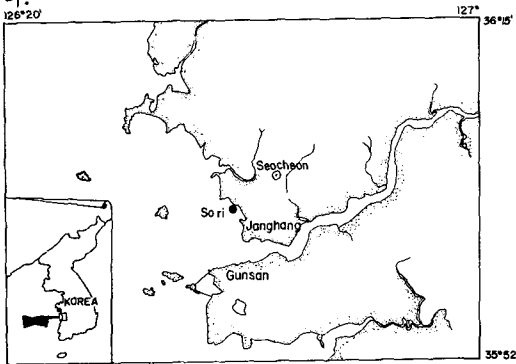 126°20'
127°
36°15'
Seocheon
So ri
Janghang
Gunsan
KOREA
35°52